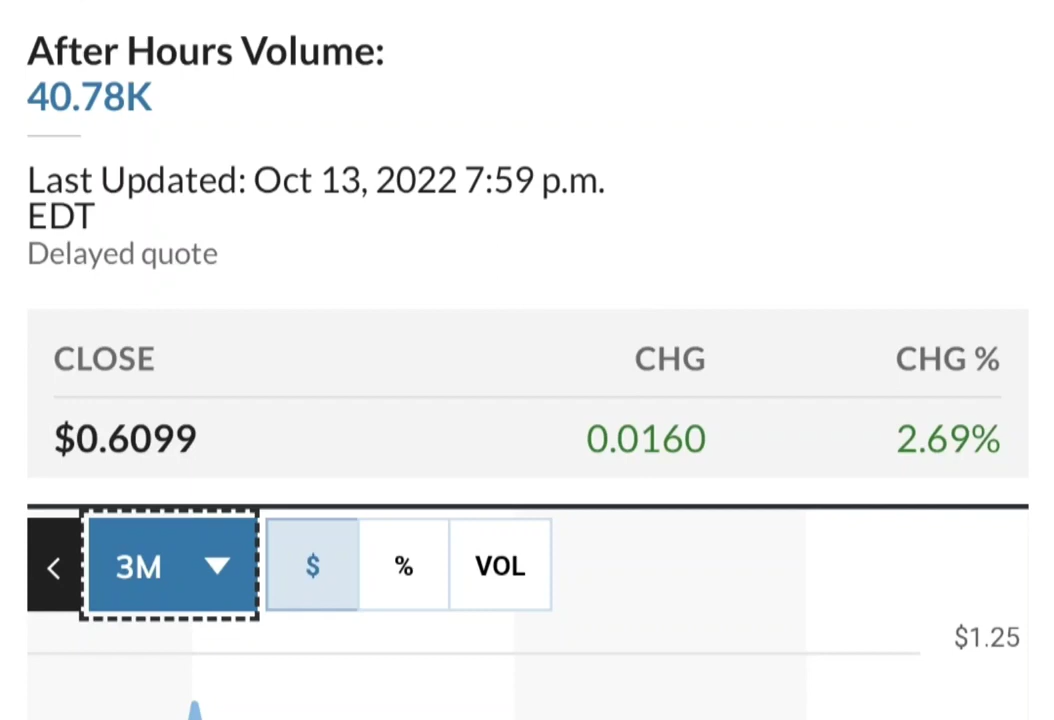 After Hours Volume:
40.78K
Last Updated: Oct 13, 2022 7:59 p.m.
EDT
Delayed quote
CLOSE CHG CHG %
$0.6099 0.0160 2.69%
3M $ % VOL
$1.25